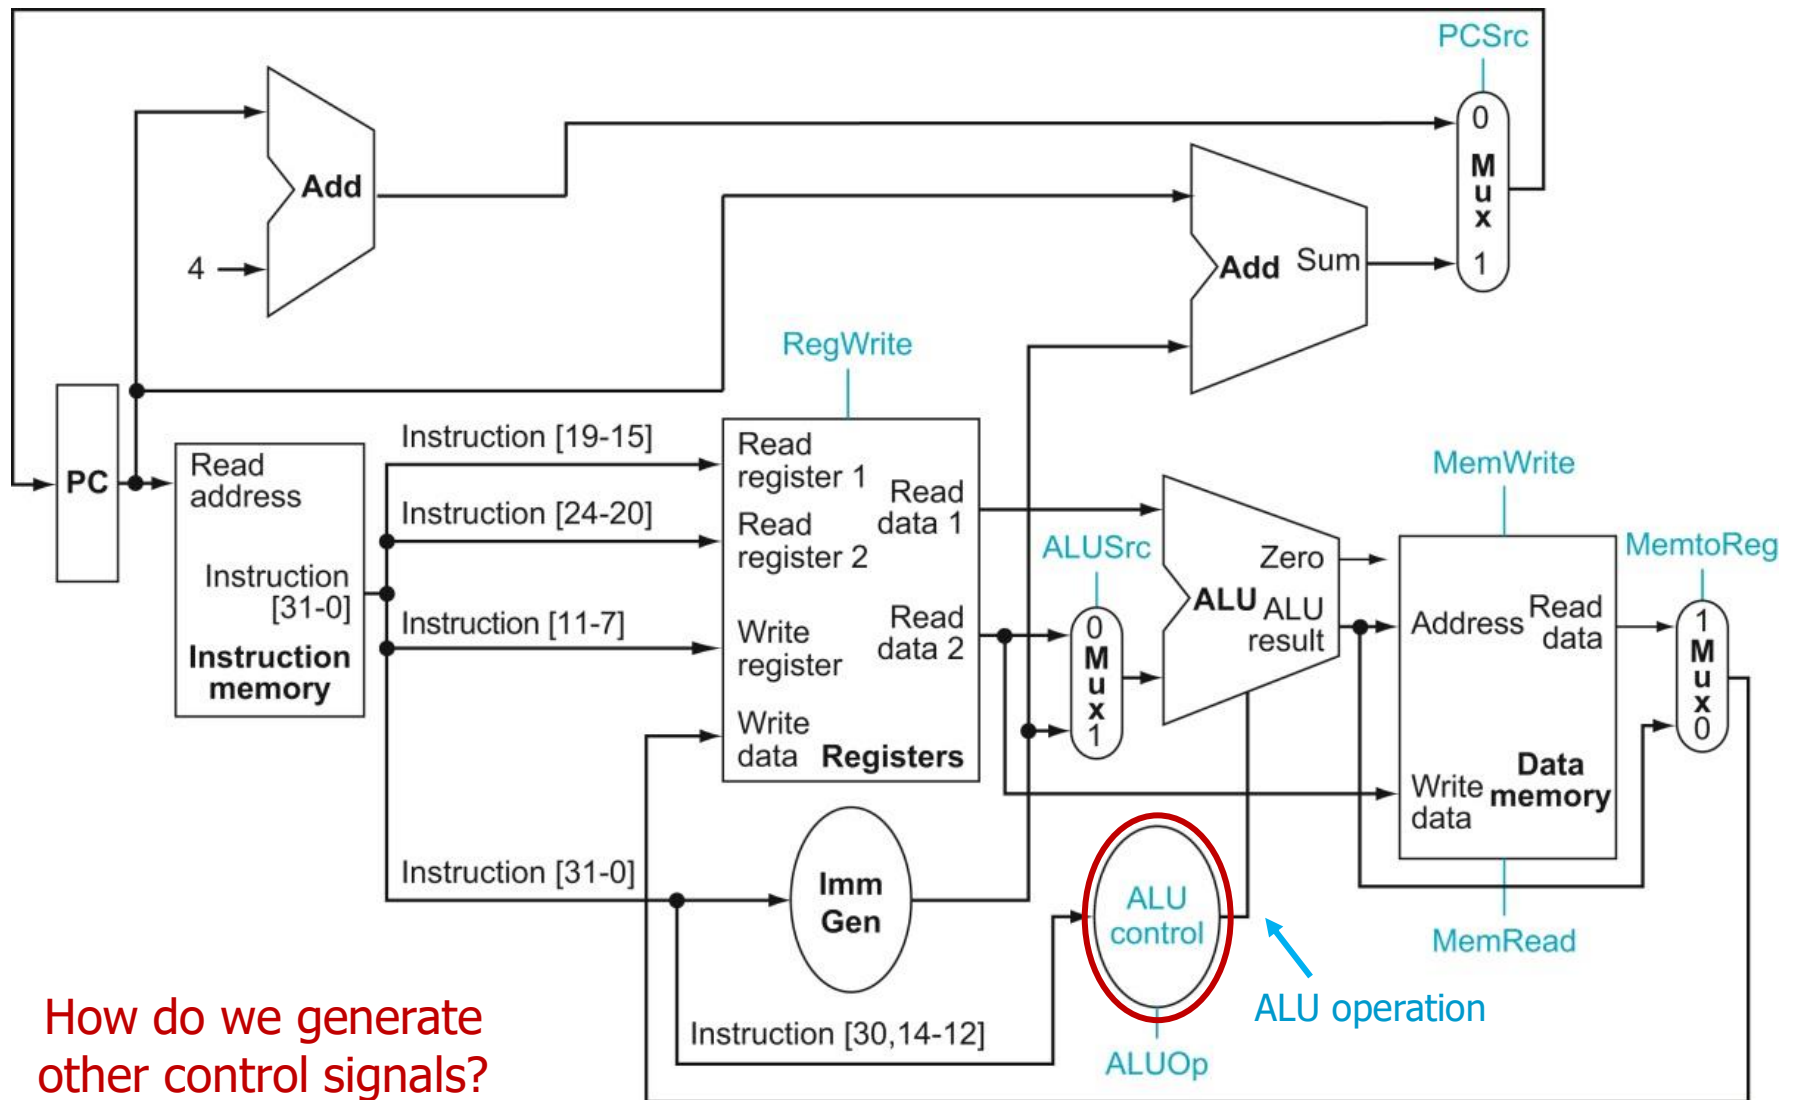 PCSrc
0
M
u
x
1
Add
4
Add Sum
RegWrite
PC
Read
address
Instruction
[31-0]
Instruction
memory
Instruction [19-15]
Instruction [24-20]
Instruction [11-7]
Instruction [31-0]
Read
register 1
Read
register 2
Write
register
Write
data
Read
data 1
Read
data 2
Registers
ALUSrc
0
M
u
x
1
Zero
ALU
ALU
result
MemWrite
Address
Read
data
Write
data
Data
memory
MemRead
MemtoReg
1
M
u
x
0
Imm
Gen
ALU
control
ALU operation
Instruction [30,14-12]
ALUOp
How do we generate
other control signals?